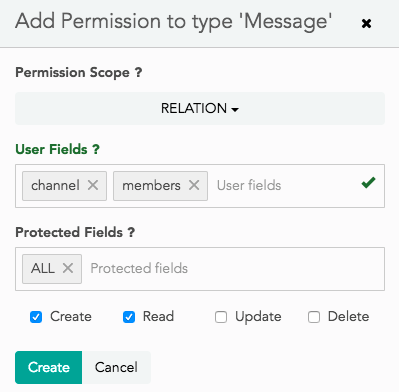 Add Permission to type 'Message' ✖
Permission Scope ?
RELATION
User Fields ?
channel × members × User fields ✔
Protected Fields ?
ALL × Protected fields
Create Read Update Delete
Create Cancel